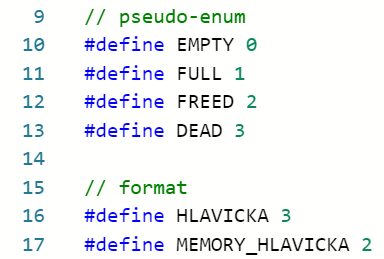 9 // pseudo-enum
10 #define EMPTY 0
11 #define FULL 1
12 #define FREED 2
13 #define DEAD 3
14
15 // format
16 #define HLAVICKA 3
17 #define MEMORY_HLAVICKA 2